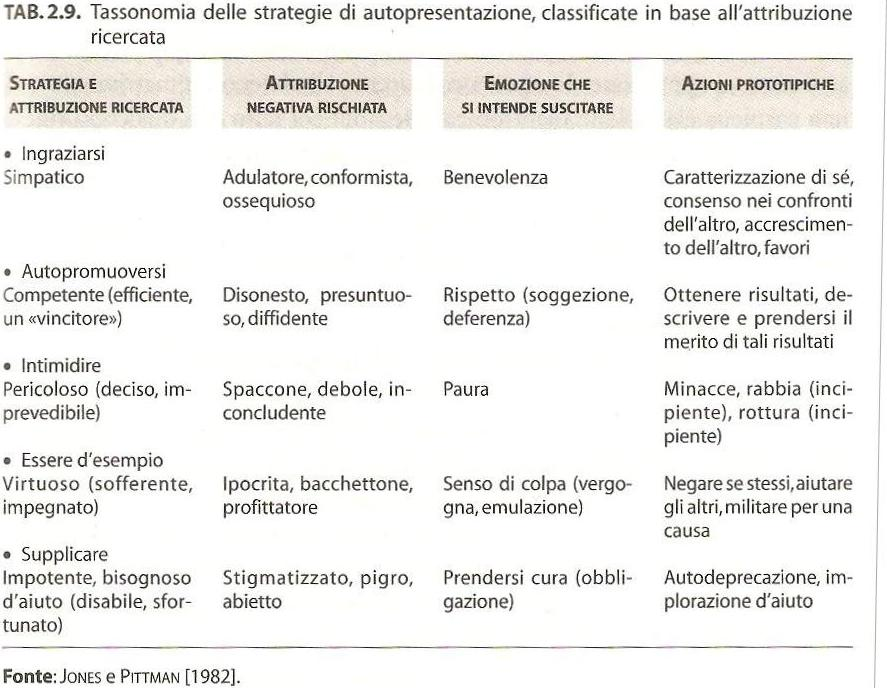 TAB. 2.9. Tassonomia delle strategie di autopresentazione, classificate in base all'attribuzione
ricercata
STRATEGIA E
ATTRIBUZIONE RICERCATA
ATTRIBUZIONE
NEGATIVA RISCHIATA
EMOZIONE CHE
SI INTENDE SUSCITARE
AZIONI PROTOTIPICHE
• Ingraziarsi
Simpatico
Adulatore, conformista,
ossequioso
Benevolenza
Caratterizzazione di sé,
consenso nei confronti
dell'altro, accrescimen-
to dell'altro, favori
• Autopromuoversi
Competente (efficiente,
un «vincitore»)
Disonesto, presuntuo-
so, diffidente
Rispetto (soggezione,
deferenza)
Ottenere risultati, de-
scrivere e prendersi il
merito di tali risultati
• Intimidire
Pericoloso (deciso, im-
prevedibile)
Spaccone, debole, in-
concludente
Paura
Minacce, rabbia (inci-
piente), rottura (inci-
piente)
• Essere d'esempio
Virtuoso (sofferente,
impegnato)
Ipocrita, bacchettone,
profittatore
Senso di colpa (vergo-
gna, emulazione)
Negare se stessi, aiutare
gli altri, militare per una
causa
• Supplicare
Impotente, bisognoso
d'aiuto (disabile, sfor-
tunato)
Stigmatizzato, pigro,
abietto
Prendersi cura (obbli-
gazione)
Autodeprecazione, im-
plorazione d'aiuto
Fonte: JONES e PITTMAN [1982].